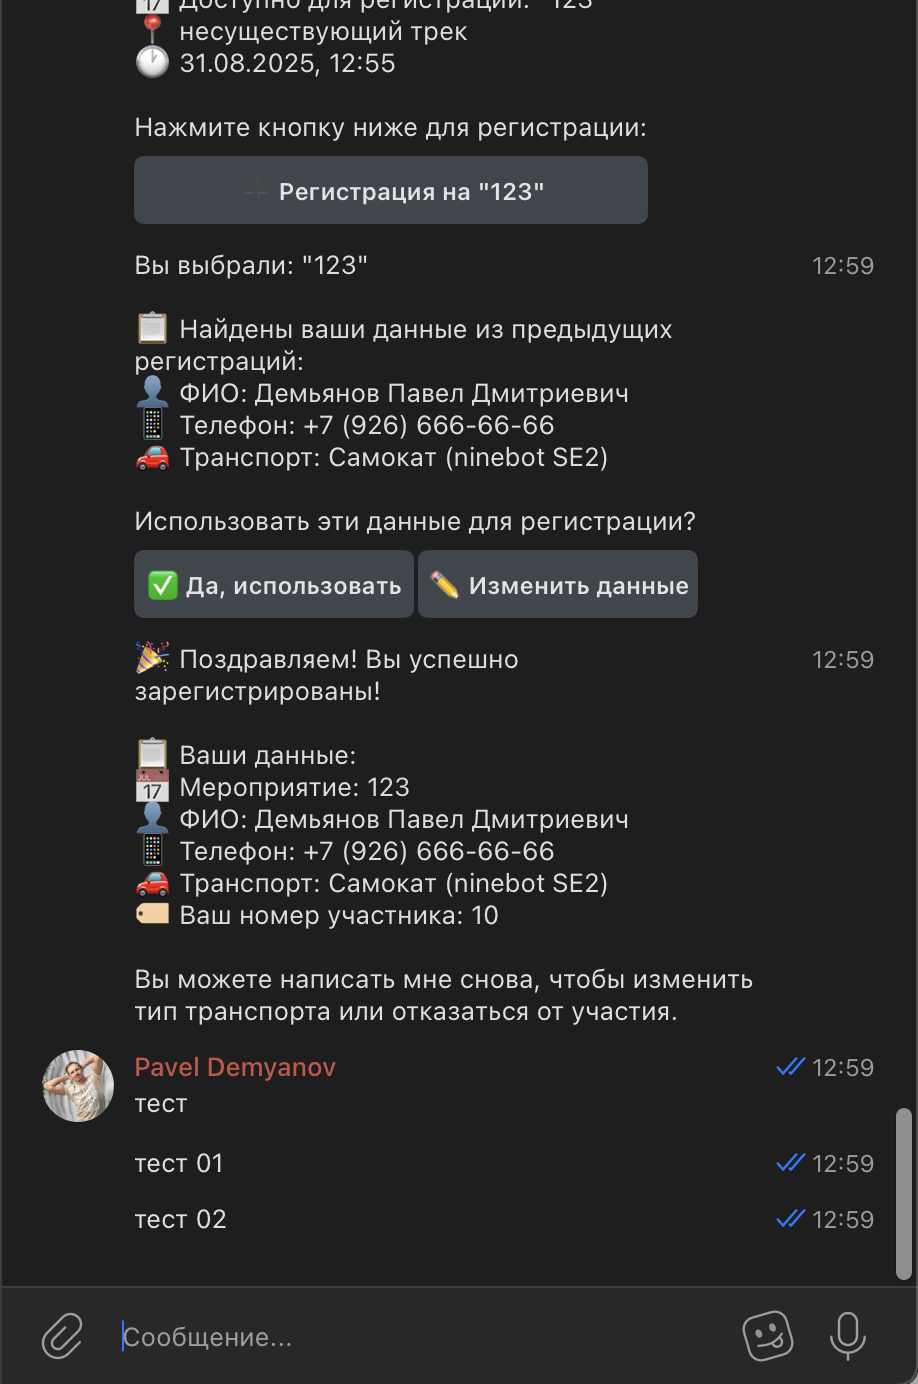 Доступно для регистрации: "123"
несуществующий трек
31.08.2025, 12:55
Нажмите кнопку ниже для регистрации:
Регистрация на "123"
Вы выбрали: "123" 12:59
Найдены ваши данные из предыдущих
регистраций:
ФИО: Демьянов Павел Дмитриевич
Телефон: +7 (926) 666-66-66
Транспорт: Самокат (ninebot SE2)
Использовать эти данные для регистрации?
Да, использовать Изменить данные
Поздравляем! Вы успешно 12:59
зарегистрированы!
Ваши данные:
Мероприятие: 123
ФИО: Демьянов Павел Дмитриевич
Телефон: +7 (926) 666-66-66
Транспорт: Самокат (ninebot SE2)
Ваш номер участника: 10
Вы можете написать мне снова, чтобы изменить
тип транспорта или отказаться от участия.
Pavel Demyanov 12:59
тест
тест 01 12:59
тест 02 12:59
Сообщение...